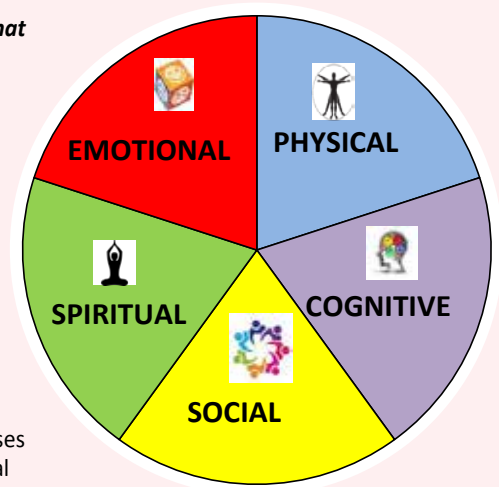 EMOTIONAL
PHYSICAL
SPIRITUAL
COGNITIVE
SOCIAL